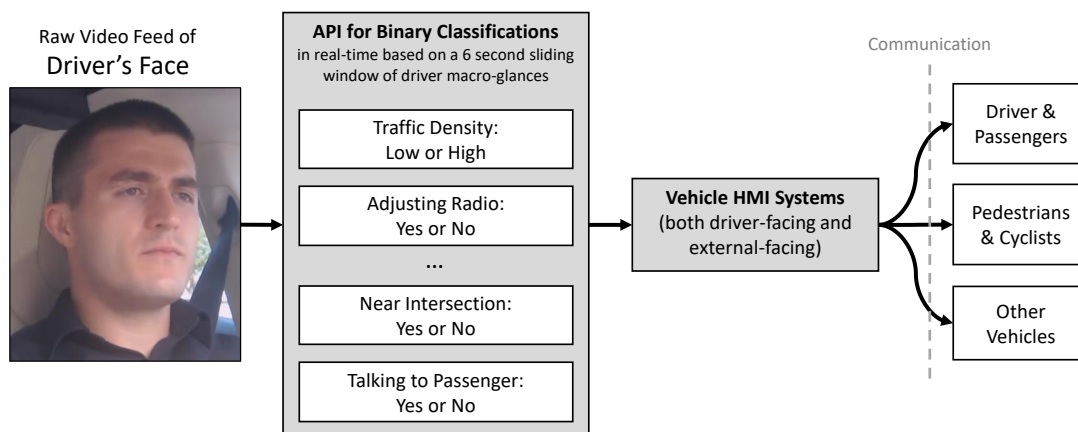 Raw Video Feed of
Driver's Face
API for Binary Classifications
in real-time based on a 6 second sliding
window of driver macro-glances
Traffic Density:
Low or High
Adjusting Radio:
Yes or No
...
Near Intersection:
Yes or No
Talking to Passenger:
Yes or No
Vehicle HMI Systems
(both driver-facing and
external-facing)
Communication
Driver &
Passengers
Pedestrians
& Cyclists
Other
Vehicles